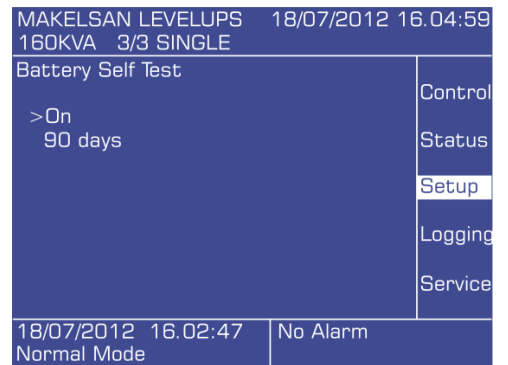 MAKELSAN LEVELUPS 18/07/2012 16.04:59
160KVA 3/3 SINGLE
Battery Self Test
>On
90 days
Control
Status
Setup
Logging
Service
18/07/2012 16.02:47 No Alarm
Normal Mode